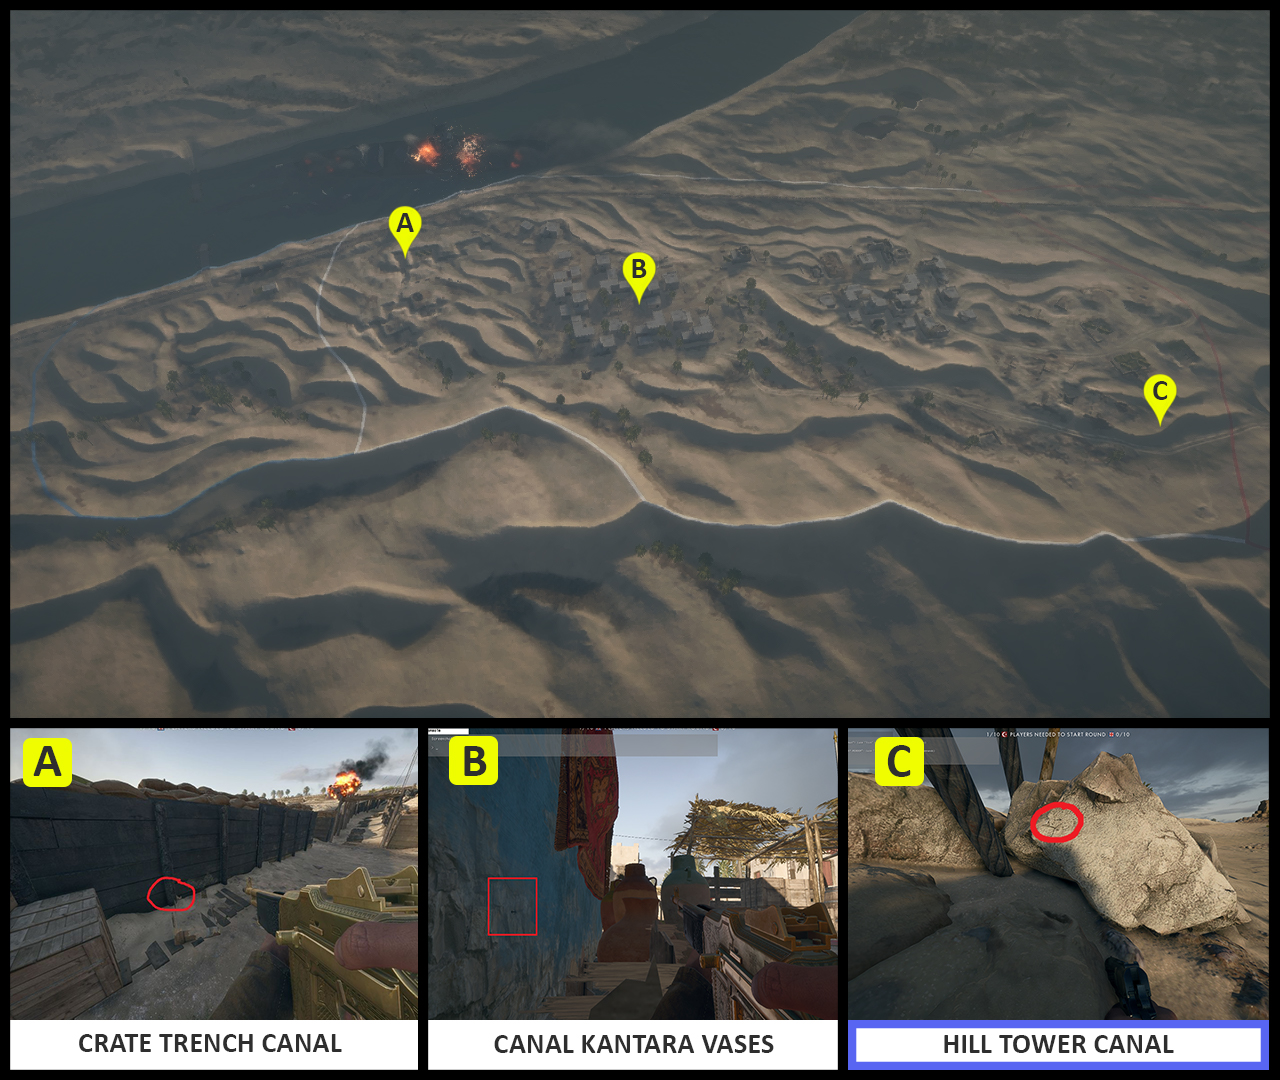 A
B
C
A
B
C
1/10 PLAYERS NEEDED TO START ROUND 0/10
CRATE TRENCH CANAL
CANAL KANTARA VASES
HILL TOWER CANAL